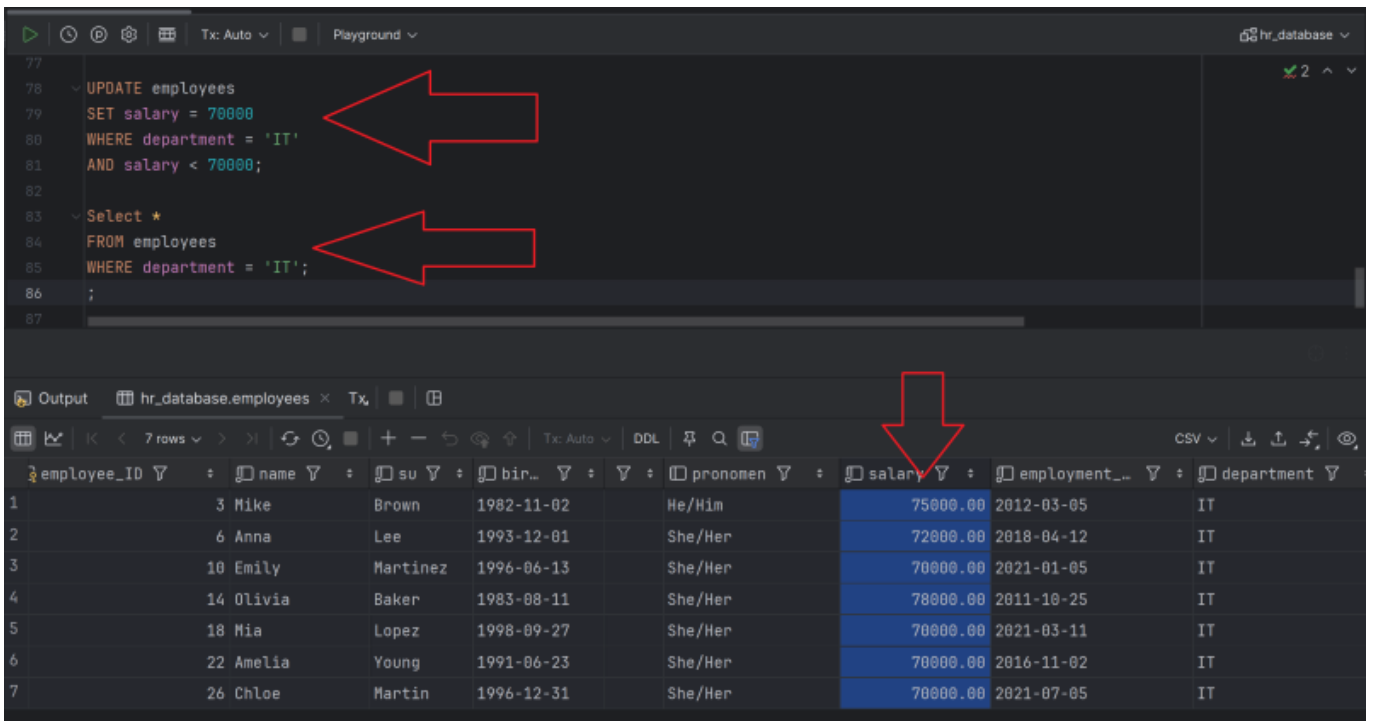 Tx: Auto Playground hr_database
77
2
78 UPDATE employees
79 SET salary = 70000
80 WHERE department = 'IT'
81 AND salary < 70000;
82
83 Select *
84 FROM employees
85 WHERE department = 'IT';
86 ;
87
Output hr_database.employees × Tx
7 rows Tx: Auto DDL CSV
employee_ID name su bir… pronomen salary employment_… department
1 3 Mike Brown 1982-11-02 He/Him 75000.00 2012-03-05 IT
2 6 Anna Lee 1993-12-01 She/Her 72000.00 2018-04-12 IT
3 10 Emily Martinez 1996-06-13 She/Her 70000.00 2021-01-05 IT
4 14 Olivia Baker 1983-08-11 She/Her 78000.00 2011-10-25 IT
5 18 Mia Lopez 1998-09-27 She/Her 70000.00 2021-03-11 IT
6 22 Amelia Young 1991-06-23 She/Her 70000.00 2016-11-02 IT
7 26 Chloe Martin 1996-12-31 She/Her 70000.00 2021-07-05 IT